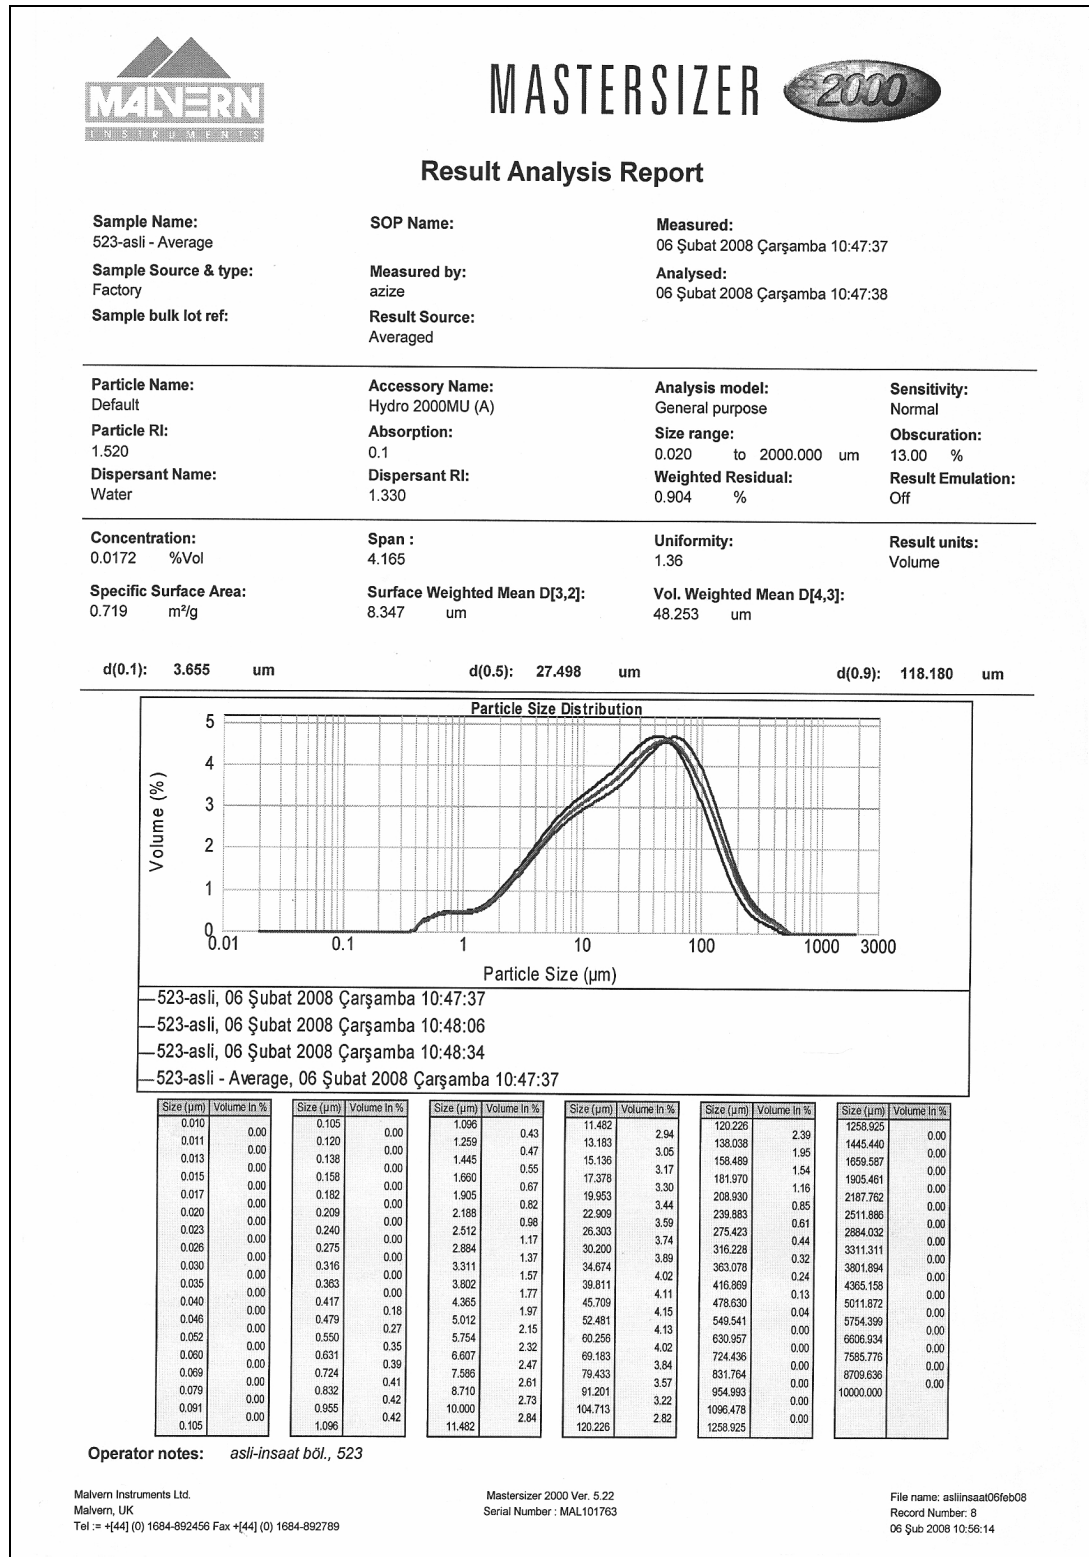 MALVERN
INSTRUMENTS
MASTERSIZER 2000
Result Analysis Report
Sample Name: SOP Name: Measured:
523-asli - Average 06 Şubat 2008 Çarşamba 10:47:37
Sample Source & type: Measured by: Analysed:
Factory azize 06 Şubat 2008 Çarşamba 10:47:38
Sample bulk lot ref: Result Source:
Averaged
Particle Name: Accessory Name: Analysis model: Sensitivity:
Default Hydro 2000MU (A) General purpose Normal
Particle RI: Absorption: Size range: Obscuration:
1.520 0.1 0.020 to 2000.000 um 13.00 %
Dispersant Name: Dispersant RI: Weighted Residual: Result Emulation:
Water 1.330 0.904 % Off
Concentration: Span : Uniformity: Result units:
0.0172 %Vol 4.165 1.36 Volume
Specific Surface Area: Surface Weighted Mean D[3,2]: Vol. Weighted Mean D[4,3]:
0.719 m²/g 8.347 um 48.253 um
d(0.1): 3.655 um d(0.5): 27.498 um d(0.9): 118.180 um
Particle Size Distribution
Volume (%)
5
4
3
2
1
0
0.01 0.1 1 10 100 1000 3000
Particle Size (µm)
523-asli, 06 Şubat 2008 Çarşamba 10:47:37
523-asli, 06 Şubat 2008 Çarşamba 10:48:06
523-asli, 06 Şubat 2008 Çarşamba 10:48:34
523-asli - Average, 06 Şubat 2008 Çarşamba 10:47:37
Size (µm) Volume In % Size (µm) Volume In % Size (µm) Volume In % Size (µm) Volume In % Size (µm) Volume In % Size (µm) Volume In %
0.010 0.105 1.096 11.482 120.226 1258.925
0.00 0.00 0.43 2.94 2.39 0.00
0.011 0.120 1.259 13.183 138.038 1445.440
0.00 0.00 0.47 3.05 1.95 0.00
0.013 0.138 1.445 15.136 158.489 1659.587
0.00 0.00 0.55 3.17 1.54 0.00
0.015 0.158 1.660 17.378 181.970 1905.461
0.00 0.00 0.67 3.30 1.16 0.00
0.017 0.182 1.905 19.953 208.930 2187.762
0.00 0.00 0.82 3.44 0.85 0.00
0.020 0.209 2.188 22.909 239.883 2511.886
0.00 0.00 0.98 3.59 0.61 0.00
0.023 0.240 2.512 26.303 275.423 2884.032
0.00 0.00 1.17 3.74 0.44 0.00
0.026 0.275 2.884 30.200 316.228 3311.311
0.00 0.00 1.37 3.89 0.32 0.00
0.030 0.316 3.311 34.674 363.078 3801.894
0.00 0.00 1.57 4.02 0.24 0.00
0.035 0.363 3.802 39.811 416.869 4365.158
0.00 0.00 1.77 4.11 0.13 0.00
0.040 0.417 4.365 45.709 478.630 5011.872
0.00 0.18 1.97 4.15 0.04 0.00
0.046 0.479 5.012 52.481 549.541 5754.399
0.00 0.27 2.15 4.13 0.00 0.00
0.052 0.550 5.754 60.256 630.957 6606.934
0.00 0.35 2.32 4.02 0.00 0.00
0.060 0.631 6.607 69.183 724.436 7585.776
0.00 0.39 2.47 3.84 0.00 0.00
0.069 0.724 7.586 79.433 831.764 8709.636
0.00 0.41 2.61 3.57 0.00 0.00
0.079 0.832 8.710 91.201 954.993 10000.000
0.00 0.42 2.73 3.22 0.00
0.091 0.955 10.000 104.713 1096.478
0.00 0.42 2.84 2.82 0.00
0.105 1.096 11.482 120.226 1258.925
Operator notes: asli-insaat böl., 523
Malvern Instruments Ltd. Mastersizer 2000 Ver. 5.22 File name: asliinsaat06feb08
Malvern, UK Serial Number : MAL101763 Record Number: 8
Tel := +[44] (0) 1684-892456 Fax +[44] (0) 1684-892789 06 Şub 2008 10:56:14